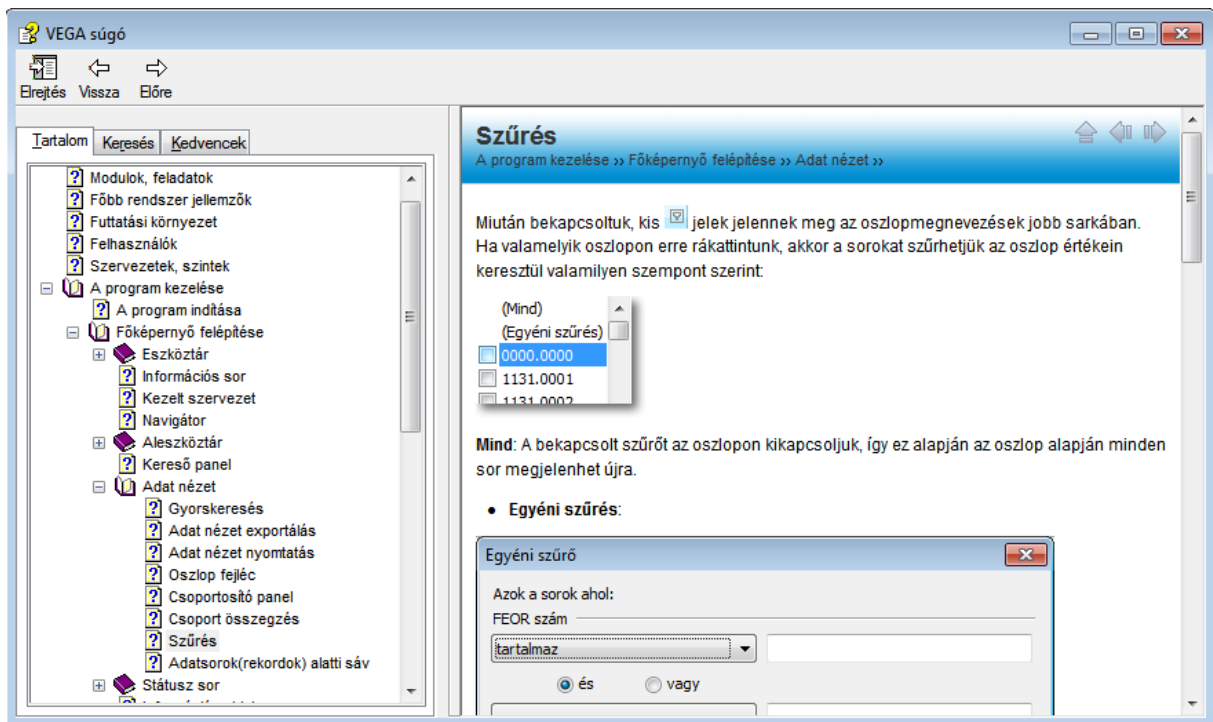 VEGA súgó
Elrejtés Vissza Előre
Tartalom Keresés Kedvencek
Modulok, feladatok
Főbb rendszer jellemzők
Futtatási környezet
Felhasználók
Szervezetek, szintek
A program kezelése
A program indítása
Főképernyő felépítése
Eszköztár
Információs sor
Kezelt szervezet
Navigátor
Aleszköztár
Kereső panel
Adat nézet
Gyorskeresés
Adat nézet exportálás
Adat nézet nyomtatás
Oszlop fejléc
Csoportosító panel
Csoport összegzés
Szűrés
Adatsorok(rekordok) alatti sáv
Státusz sor
Szűrés
A program kezelése ›› Főképernyő felépítése ›› Adat nézet ››
Miután bekapcsoltuk, kis jelek jelennek meg az oszlopmegnevezések jobb sarkában.
Ha valamelyik oszlopon erre rákattintunk, akkor a sorokat szűrhetjük az oszlop értékein
keresztül valamilyen szempont szerint:
(Mind)
(Egyéni szűrés)
0000.0000
1131.0001
1131.0002
Mind: A bekapcsolt szűrőt az oszlopon kikapcsoljuk, így ez alapján az oszlop alapján minden
sor megjelenhet újra.
• Egyéni szűrés:
Egyéni szűrő
Azok a sorok ahol:
FEOR szám
tartalmaz
és vagy